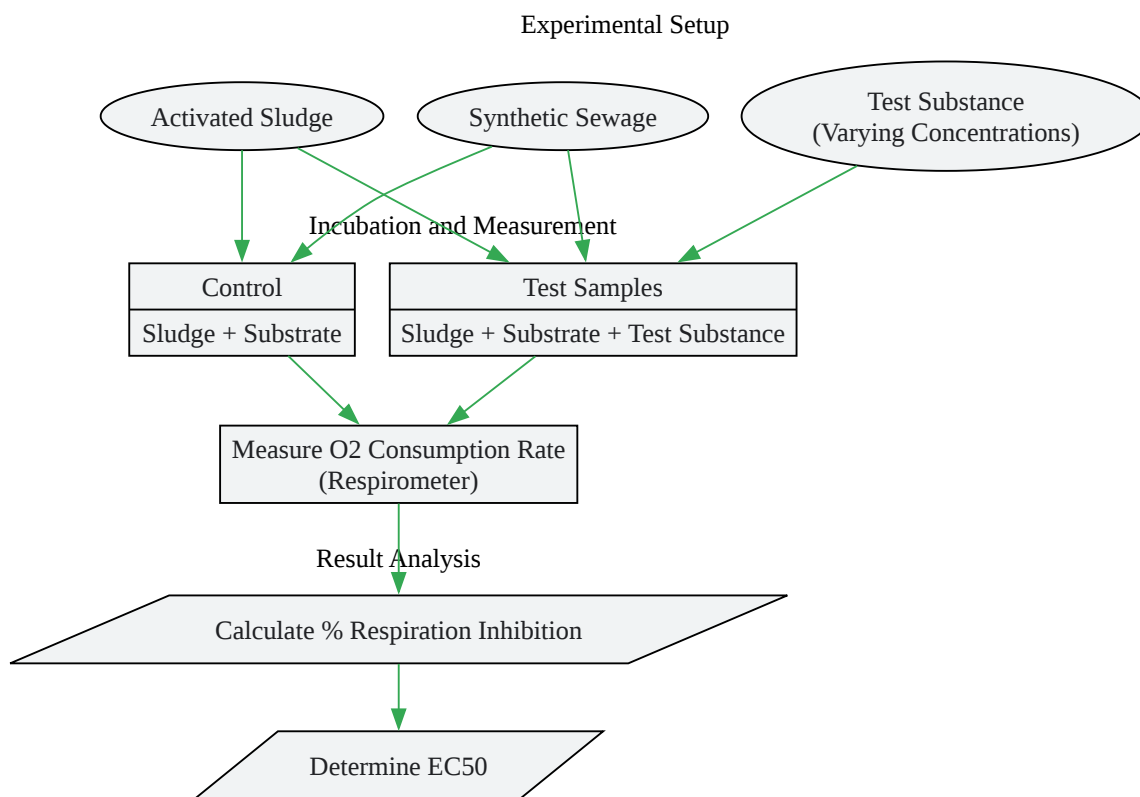 Experimental Setup
Activated Sludge
Synthetic Sewage
Test Substance
(Varying Concentrations)
Incubation and Measurement
Control
Sludge + Substrate
Test Samples
Sludge + Substrate + Test Substance
Measure O2 Consumption Rate
(Respirometer)
Result Analysis
Calculate % Respiration Inhibition
Determine EC50